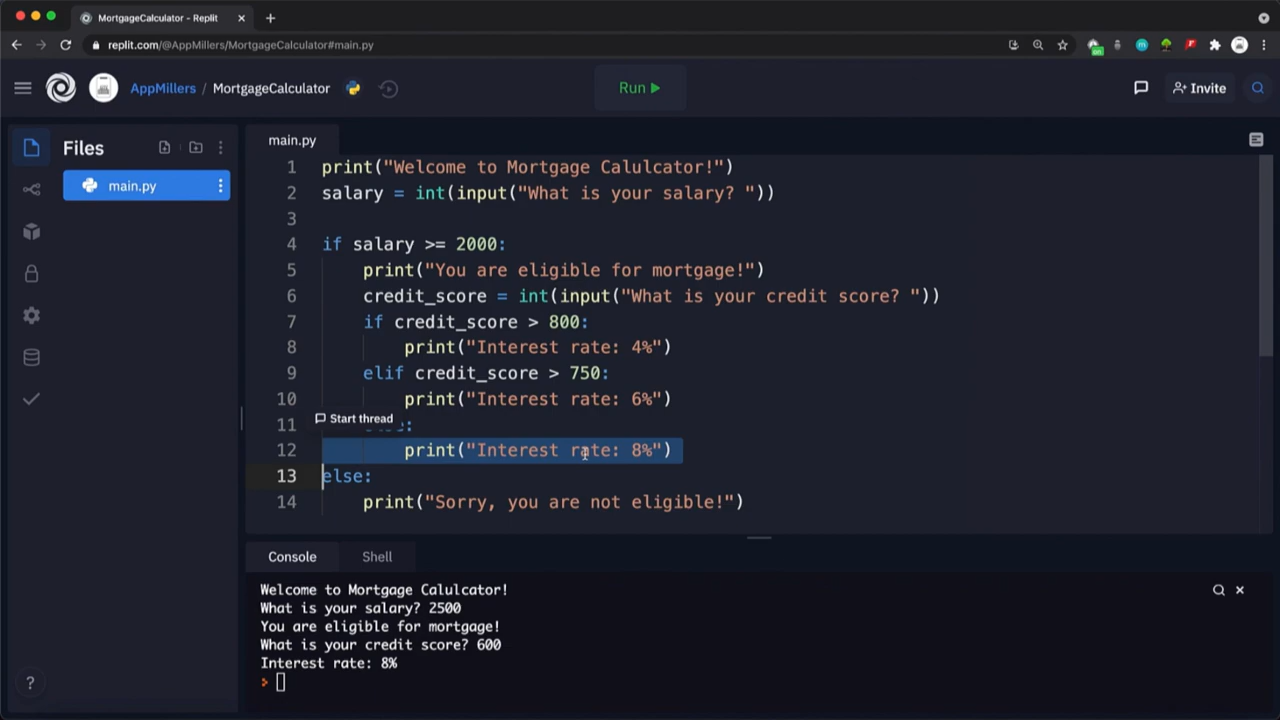 MortgageCalculator - Replit
replit.com/@AppMillers/MortgageCalculator#main.py
AppMillers / MortgageCalculator
Run
Invite
Files
main.py
main.py
1 print("Welcome to Mortgage Calulcator!")
2 salary = int(input("What is your salary? "))
3
4 if salary >= 2000:
5 print("You are eligible for mortgage!")
6 credit_score = int(input("What is your credit score? "))
7 if credit_score > 800:
8 print("Interest rate: 4%")
9 elif credit_score > 750:
10 print("Interest rate: 6%")
Start thread
11 else:
12 print("Interest rate: 8%")
13 else:
14 print("Sorry, you are not eligible!")
Console Shell
Welcome to Mortgage Calulcator!
What is your salary? 2500
You are eligible for mortgage!
What is your credit score? 600
Interest rate: 8%
>
?